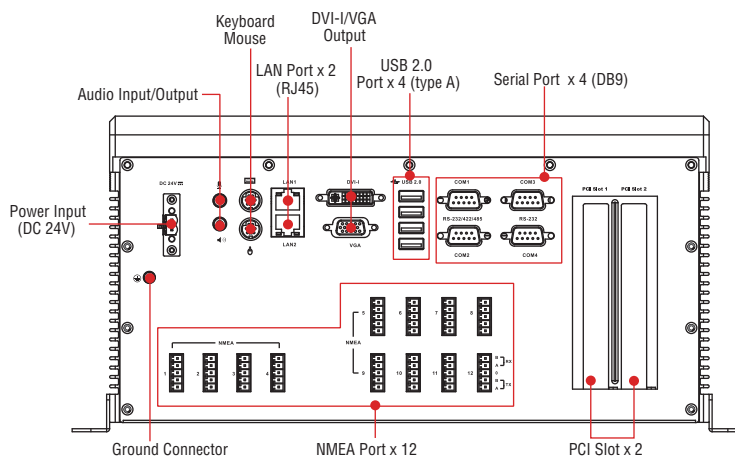 Keyboard
Mouse
DVI-I/VGA
Output
LAN Port x 2
(RJ45)
USB 2.0
Port x 4 (type A)
Serial Port x 4 (DB9)
Audio Input/Output
Power Input
(DC 24V)
DC 24V
LAN1
LAN2
DVI-I
VGA
USB 2.0
COM1
COM3
RS-232/422/485
RS-232
COM2
COM4
PCI Slot 1
PCI Slot 2
5
6
7
8
NMEA
NMEA
1
2
3
4
9
10
11
12
B
A
RX
0
B
A
TX
Ground Connector
NMEA Port x 12
PCI Slot x 2